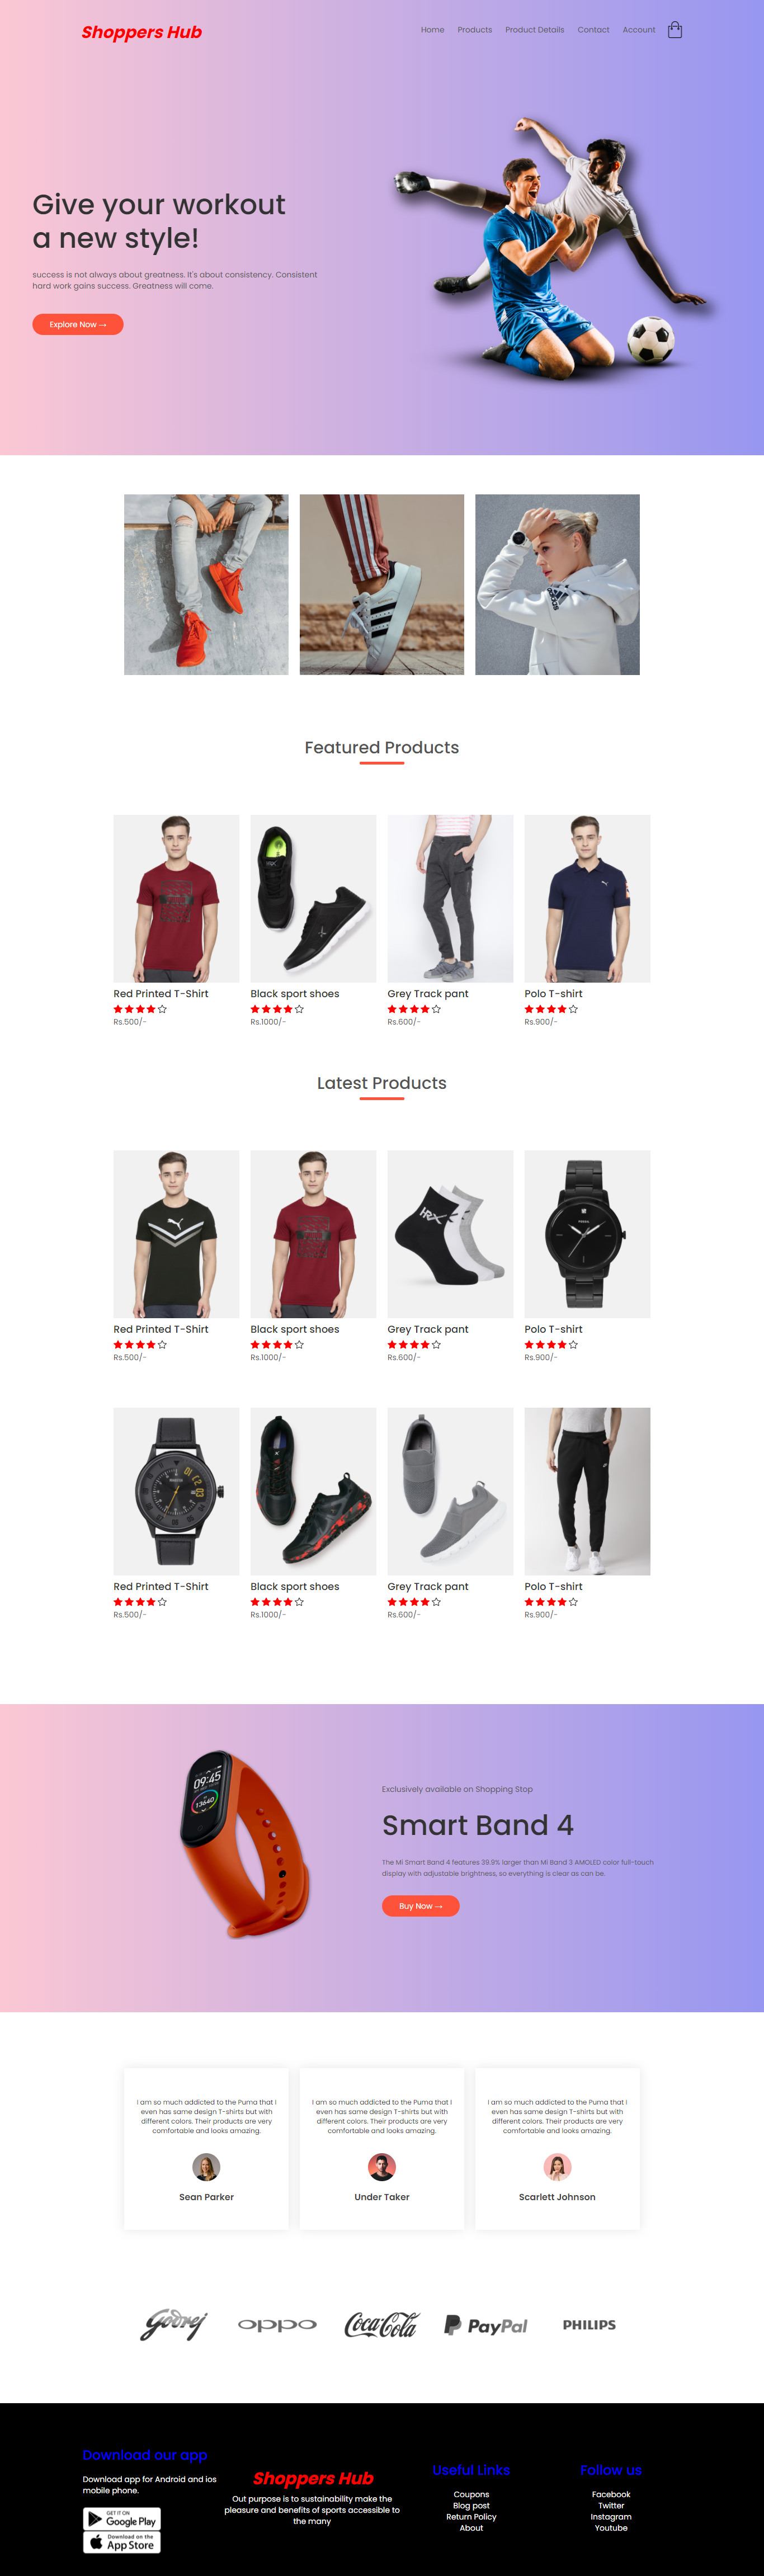 Shoppers Hub
Home Products Product Details Contact Account
Give your workout
a new style!
success is not always about greatness. It's about consistency. Consistent
hard work gains success. Greatness will come.
Explore Now →
Featured Products
Red Printed T-Shirt
Rs.500/-
Black sport shoes
Rs.1000/-
Grey Track pant
Rs.600/-
Polo T-shirt
Rs.900/-
Latest Products
HRX
FOSSIL
Red Printed T-Shirt
Rs.500/-
Black sport shoes
Rs.1000/-
Grey Track pant
Rs.600/-
Polo T-shirt
Rs.900/-
Red Printed T-Shirt
Rs.500/-
Black sport shoes
Rs.1000/-
Grey Track pant
Rs.600/-
Polo T-shirt
Rs.900/-
09:45
13640
Exclusively available on Shopping Stop
Smart Band 4
The Mi Smart Band 4 features 39.9% larger than Mi Band 3 AMOLED color full-touch
display with adjustable brightness, so everything is clear as can be.
Buy Now →
I am so much addicted to the Puma that I
even has same design T-shirts but with
different colors. Their products are very
comfortable and looks amazing.
Sean Parker
I am so much addicted to the Puma that I
even has same design T-shirts but with
different colors. Their products are very
comfortable and looks amazing.
Under Taker
I am so much addicted to the Puma that I
even has same design T-shirts but with
different colors. Their products are very
comfortable and looks amazing.
Scarlett Johnson
Godrej
oppo
Coca-Cola
PayPal
PHILIPS
Download our app
Download app for Android and ios
mobile phone.
GET IT ON
Google Play
Download on the
App Store
Shoppers Hub
Out purpose is to sustainability make the
pleasure and benefits of sports accessible to
the many
Useful Links
Coupons
Blog post
Return Policy
About
Follow us
Facebook
Twitter
Instagram
Youtube